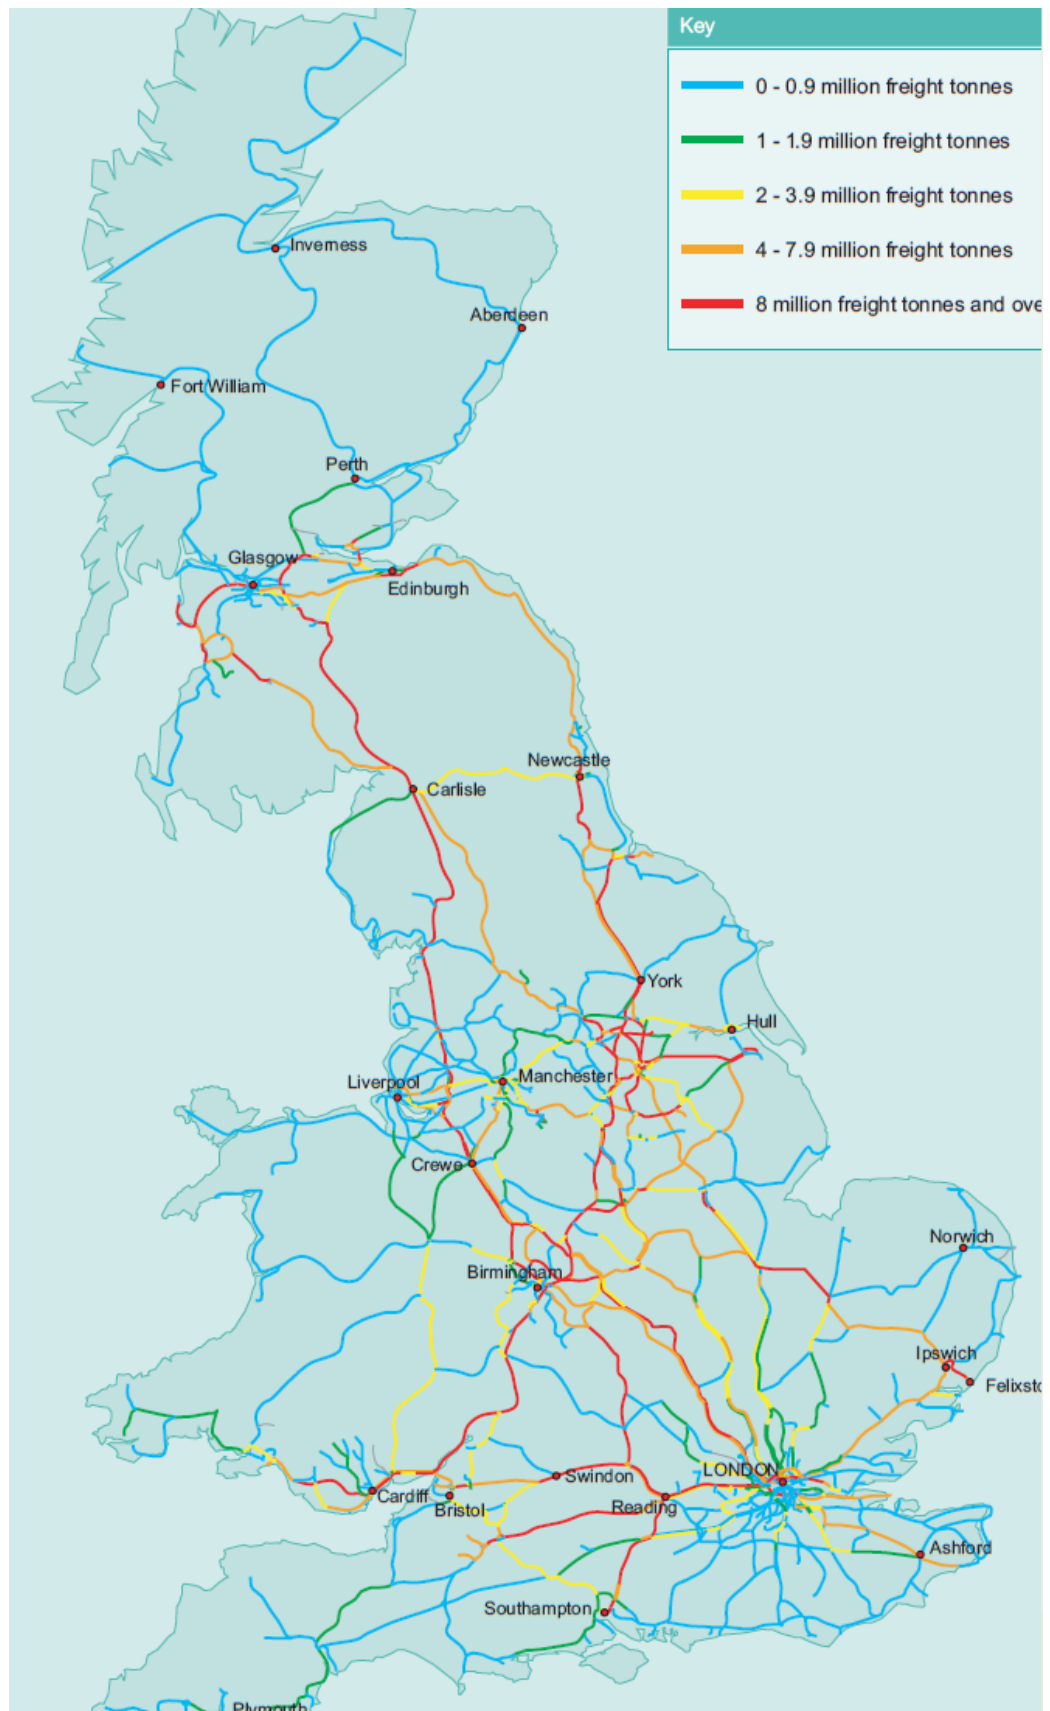 Key
0 - 0.9 million freight tonnes
1 - 1.9 million freight tonnes
2 - 3.9 million freight tonnes
4 - 7.9 million freight tonnes
8 million freight tonnes and ove
Inverness
Aberdeen
Fort William
Perth
Glasgow
Edinburgh
Newcastle
Carlisle
York
Hull
Manchester
Liverpool
Crewe
Norwich
Birmingham
Ipswich
Felixsto
LONDON
Swindon
Cardiff
Bristol
Reading
Ashford
Southampton
Plymouth